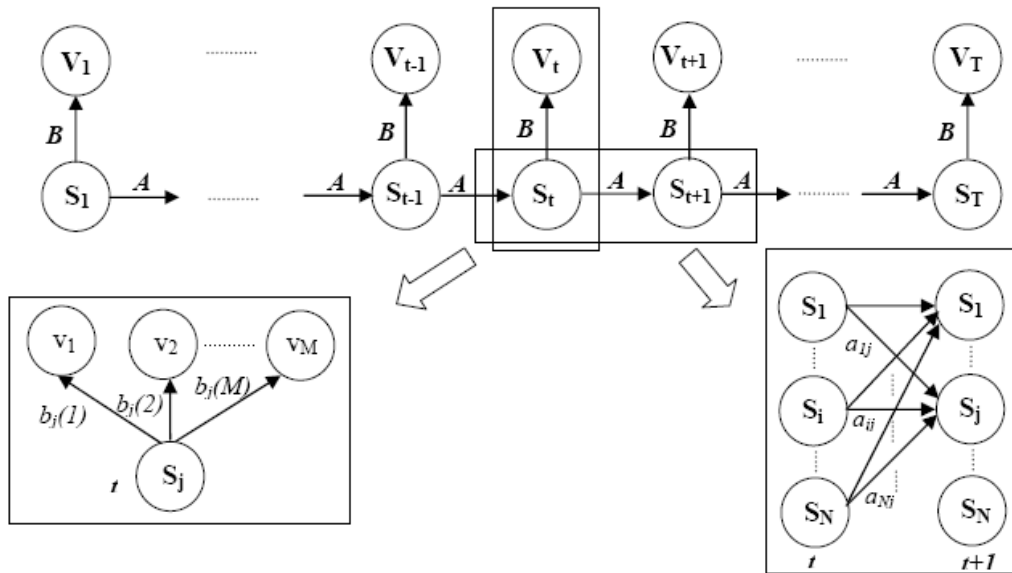 V1 Vt-1 Vt Vt+1 VT
B B B B B
S1 A A St-1 A St A St+1 A A ST
v1 v2 vM
bj(1) bj(2) bj(M)
t Sj
S1 S1
a1j
Si aij Sj
aNj
SN SN
t t+1